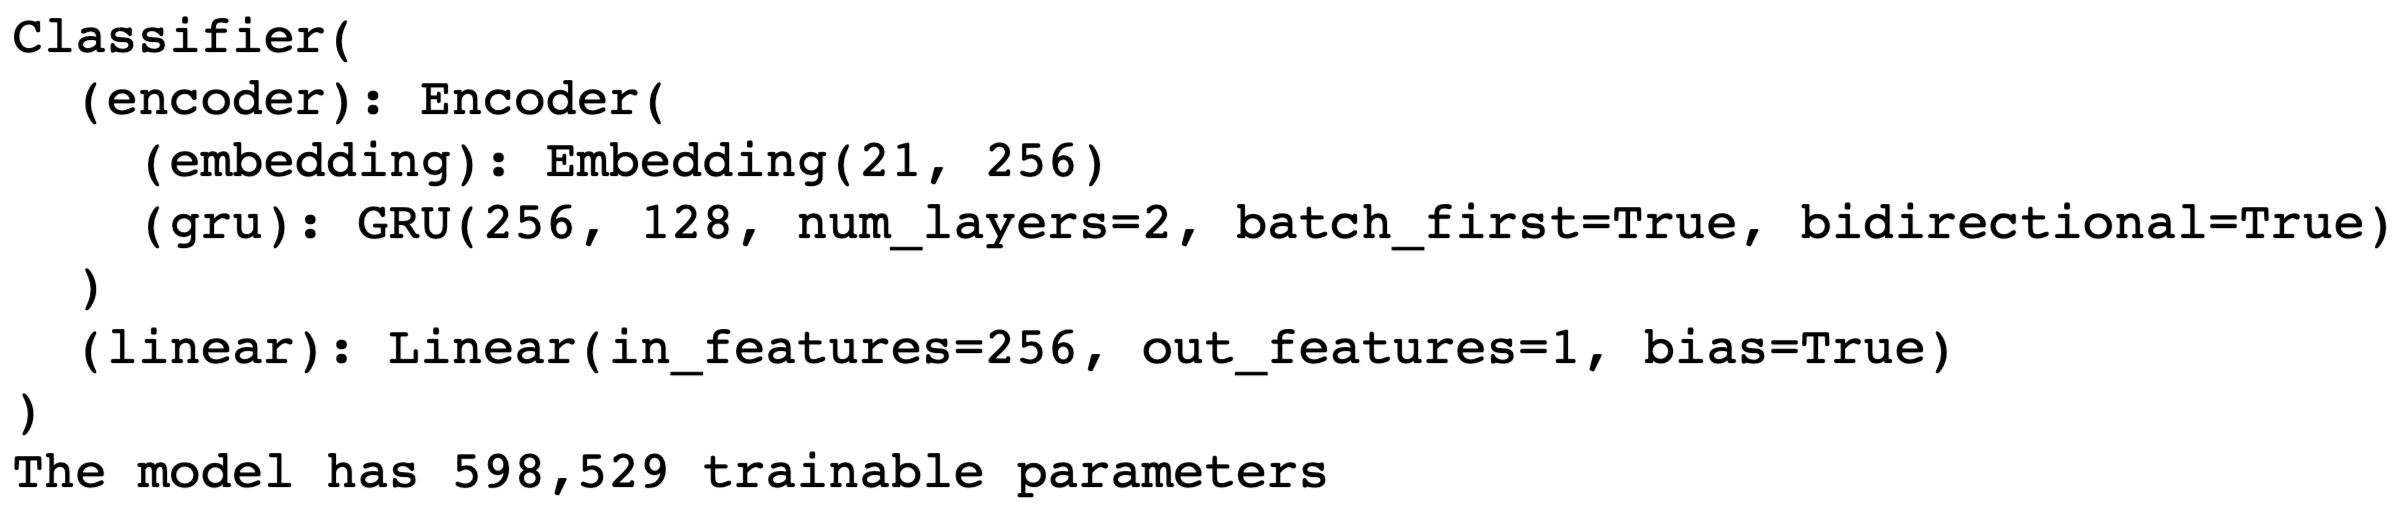 Classifier(
  (encoder): Encoder(
    (embedding): Embedding(21, 256)
    (gru): GRU(256, 128, num_layers=2, batch_first=True, bidirectional=True)
  )
  (linear): Linear(in_features=256, out_features=1, bias=True)
)
The model has 598,529 trainable parameters